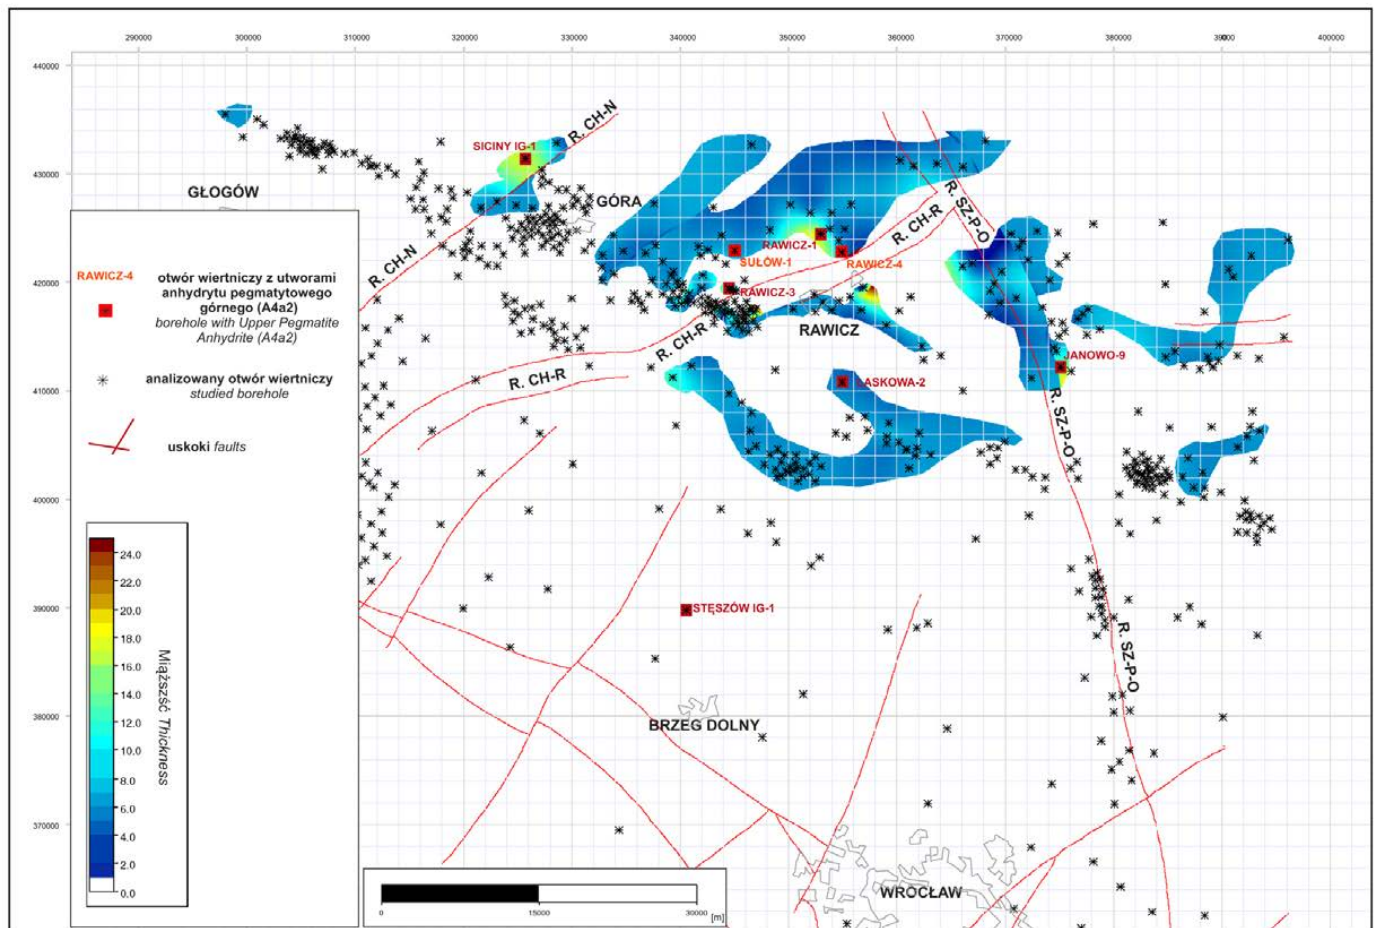 290000 300000 310000 320000 330000 340000 350000 360000 370000 380000 390000 400000
440000
430000
420000
410000
400000
390000
380000
370000
R. CH-N
SICINY IG-1
GŁOGÓW
GÓRA
R. SZ-P-O
R. CH-R
RAWICZ-1
SUŁÓW-1
RAWICZ-4
R. CH-N
RAWICZ-3
RAWICZ
R. CH-R
JANOWO-9
R. CH-R
LASKOWA-2
R. SZ-P-O
STĘSZÓW IG-1
R. SZ-P-O
BRZEG DOLNY
WROCŁAW
RAWICZ-4
otwór wiertniczy z utworami
anhydrytu pegmatytowego
górnego (A4a2)
borehole with Upper Pegmatite
Anhydrite (A4a2)
analizowany otwór wiertniczy
studied borehole
uskoki faults
24.0
22.0
20.0
18.0
16.0
14.0
12.0
10.0
8.0
6.0
4.0
2.0
0.0
Miąższść Thickness
0 15000 30000 [m]